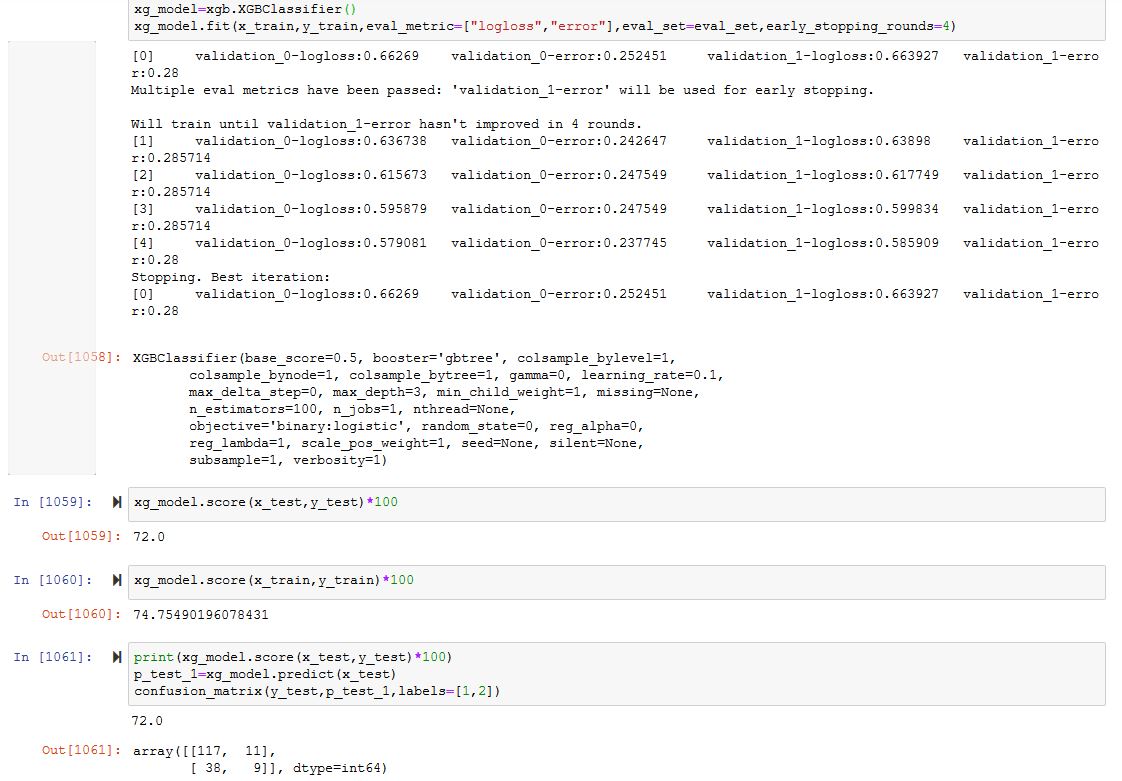 xg_model=xgb.XGBClassifier()
xg_model.fit(x_train,y_train,eval_metric=["logloss","error"],eval_set=eval_set,early_stopping_rounds=4)
[0]     validation_0-logloss:0.66269    validation_0-error:0.252451     validation_1-logloss:0.663927   validation_1-erro
r:0.28
Multiple eval metrics have been passed: 'validation_1-error' will be used for early stopping.
Will train until validation_1-error hasn't improved in 4 rounds.
[1]     validation_0-logloss:0.636738   validation_0-error:0.242647     validation_1-logloss:0.63898    validation_1-erro
r:0.285714
[2]     validation_0-logloss:0.615673   validation_0-error:0.247549     validation_1-logloss:0.617749   validation_1-erro
r:0.285714
[3]     validation_0-logloss:0.595879   validation_0-error:0.247549     validation_1-logloss:0.599834   validation_1-erro
r:0.285714
[4]     validation_0-logloss:0.579081   validation_0-error:0.237745     validation_1-logloss:0.585909   validation_1-erro
r:0.28
Stopping. Best iteration:
[0]     validation_0-logloss:0.66269    validation_0-error:0.252451     validation_1-logloss:0.663927   validation_1-erro
r:0.28
Out[1058]: XGBClassifier(base_score=0.5, booster='gbtree', colsample_bylevel=1,
colsample_bynode=1, colsample_bytree=1, gamma=0, learning_rate=0.1,
max_delta_step=0, max_depth=3, min_child_weight=1, missing=None,
n_estimators=100, n_jobs=1, nthread=None,
objective='binary:logistic', random_state=0, reg_alpha=0,
reg_lambda=1, scale_pos_weight=1, seed=None, silent=None,
subsample=1, verbosity=1)
In [1059]: xg_model.score(x_test,y_test)*100
Out[1059]: 72.0
In [1060]: xg_model.score(x_train,y_train)*100
Out[1060]: 74.75490196078431
In [1061]: print(xg_model.score(x_test,y_test)*100)
p_test_1=xg_model.predict(x_test)
confusion_matrix(y_test,p_test_1,labels=[1,2])
72.0
Out[1061]: array([[117,  11],
[ 38,   9]], dtype=int64)